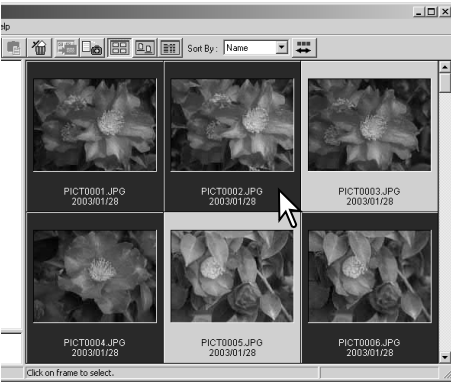 elp
Sort By : Name
PICT0001.JPG
2003/01/28
PICT0002.JPG
2003/01/28
PICT0003.JPG
2003/01/28
PICT0004.JPG
2003/01/28
PICT0005.JPG
2003/01/28
PICT0006.JPG
2003/01/28
Click on frame to select.